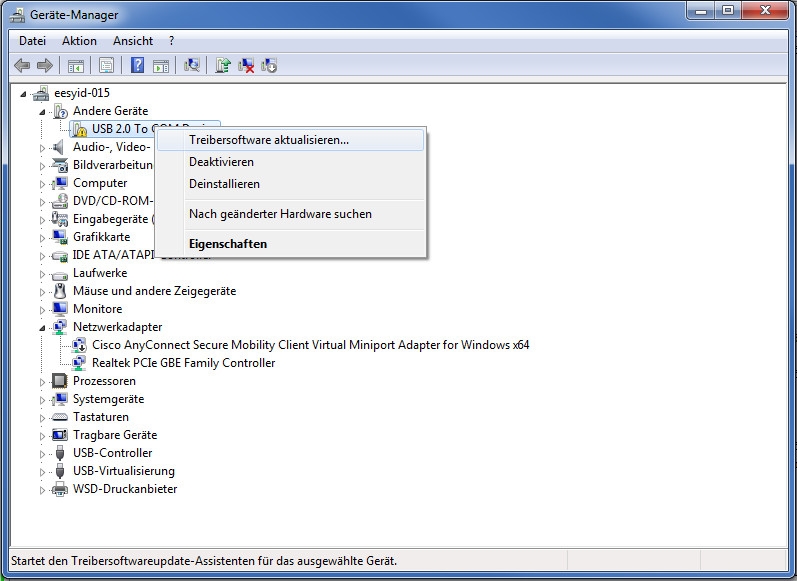 Geräte-Manager
Datei Aktion Ansicht ?
eesyid-015
Andere Geräte
USB 2.0 To
Treibersoftware aktualisieren...
Deaktivieren
Deinstallieren
Nach geänderter Hardware suchen
Eigenschaften
Audio-, Video-
Bildverarbeitun
Computer
DVD/CD-ROM-
Eingabegeräte (
Grafikkarte
IDE ATA/ATAPI
Laufwerke
Mäuse und andere Zeigegeräte
Monitore
Netzwerkadapter
Cisco AnyConnect Secure Mobility Client Virtual Miniport Adapter for Windows x64
Realtek PCIe GBE Family Controller
Prozessoren
Systemgeräte
Tastaturen
Tragbare Geräte
USB-Controller
USB-Virtualisierung
WSD-Druckanbieter
Startet den Treibersoftwareupdate-Assistenten für das ausgewählte Gerät.